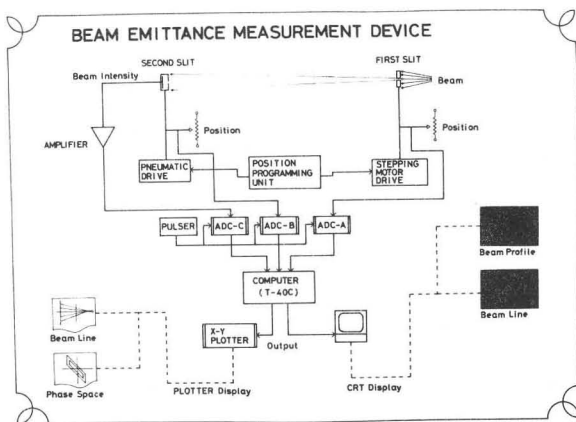 BEAM EMITTANCE MEASUREMENT DEVICE
SECOND SLIT
FIRST SLIT
Beam Intensity
Beam
AMPLIFIER
Position
Position
PNEUMATIC
DRIVE
POSITION
PROGRAMMING
UNIT
STEPPING
MOTOR
DRIVE
PULSER
ADC-C
ADC-B
ADC-A
COMPUTER
(T-40C)
Beam Profile
Beam Line
X-Y
PLOTTER
Output
Beam Line
Phase Space
PLOTTER Display
CRT Display